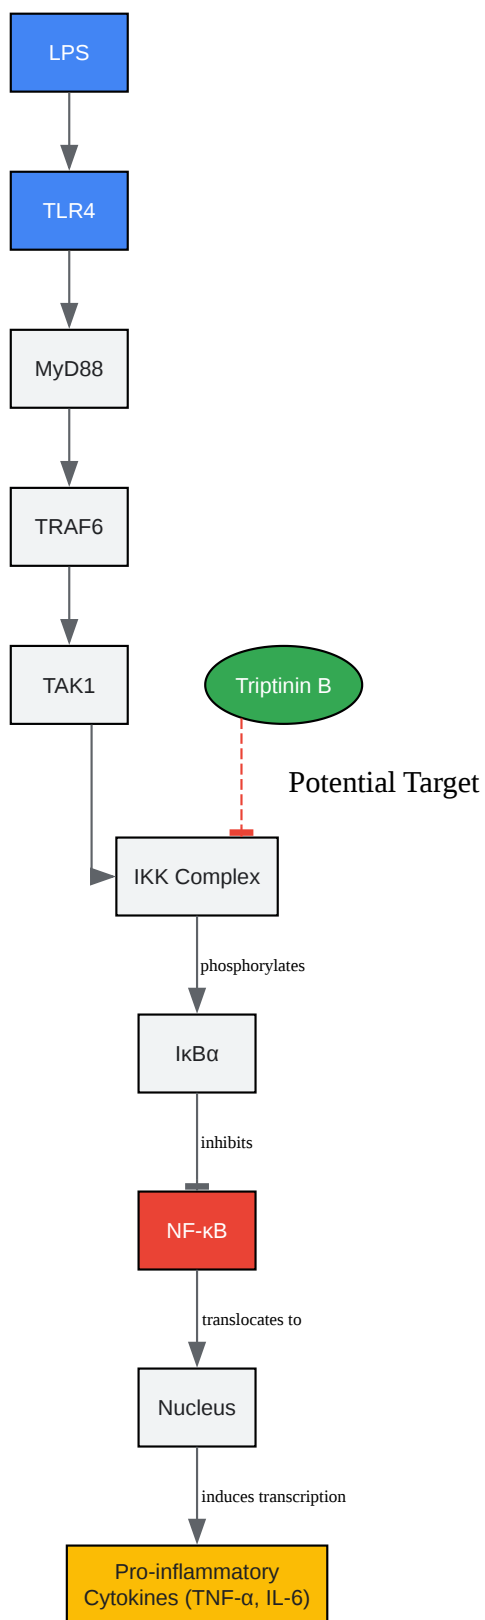 LPS
TLR4
MyD88
TRAF6
TAK1
Triptinin B
Potential Target
IKK Complex
phosphorylates
IκBα
inhibits
NF-κB
translocates to
Nucleus
induces transcription
Pro-inflammatory
Cytokines (TNF-α, IL-6)